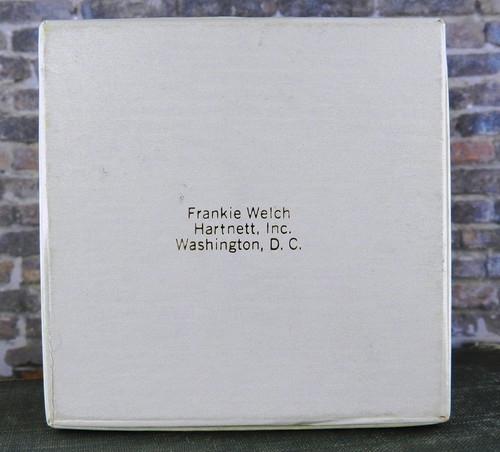 Frankie Welch
Hartnett, Inc.
Washington, D. C.